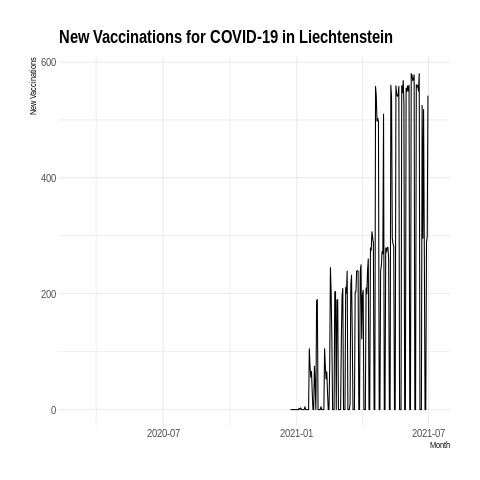 New Vaccinations for COVID-19 in Liechtenstein
New Vaccinations
600
400
200
0
2020-07
2021-01
2021-07
Month